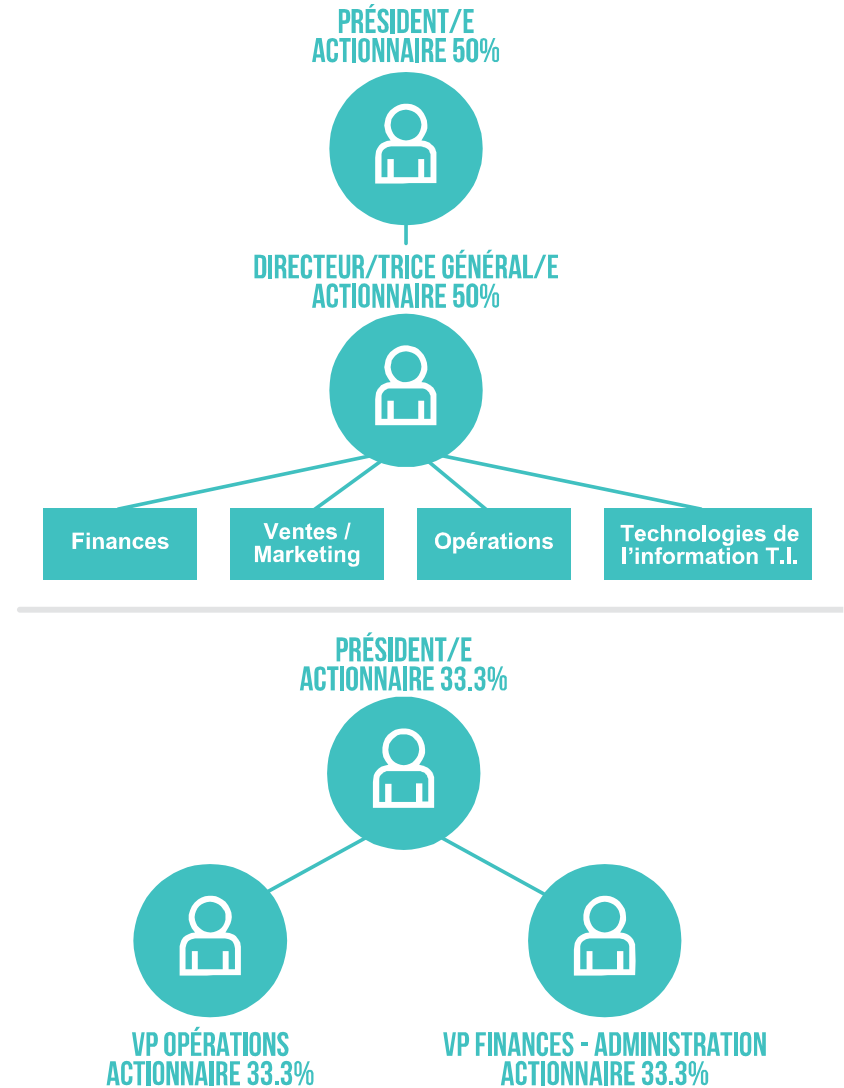 PRÉSIDENT/E
ACTIONNAIRE 50%
DIRECTEUR/TRICE GÉNÉRAL/E
ACTIONNAIRE 50%
Finances
Ventes /
Marketing
Opérations
Technologies de
l'information T.I.
PRÉSIDENT/E
ACTIONNAIRE 33.3%
VP OPÉRATIONS
ACTIONNAIRE 33.3%
VP FINANCES - ADMINISTRATION
ACTIONNAIRE 33.3%